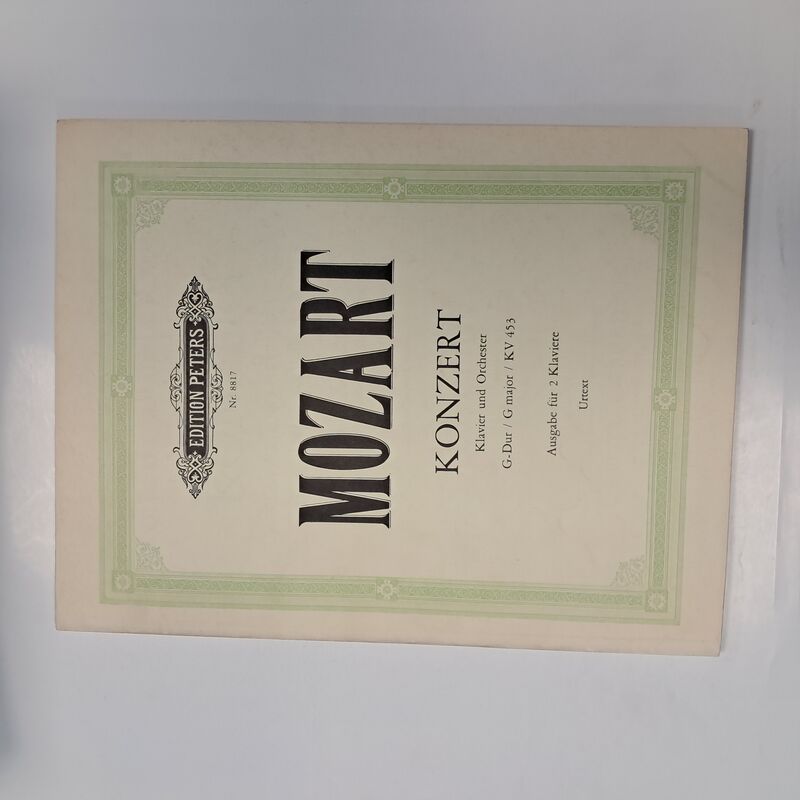 EDITION PETERS
Nr. 8817
MOZART
KONZERT
Klavier und Orchester
G-Dur / G major / KV 453
Ausgabe für 2 Klaviere
Urtext